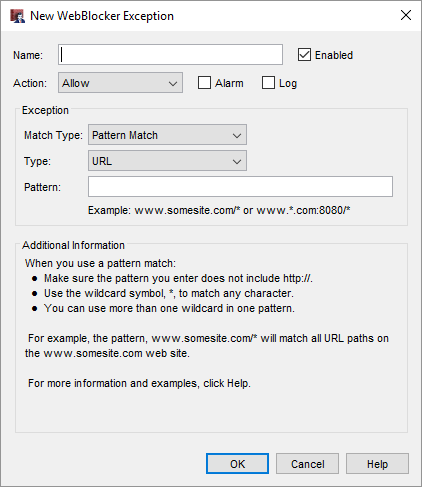 New WebBlocker Exception
Name: Enabled
Action: Allow Alarm Log
Exception
Match Type: Pattern Match
Type: URL
Pattern:
Example: www.somesite.com/* or www.*.com:8080/*
Additional Information
When you use a pattern match:
● Make sure the pattern you enter does not include http://.
● Use the wildcard symbol, *, to match any character.
● You can use more than one wildcard in one pattern.
For example, the pattern, www.somesite.com/* will match all URL paths on
the www.somesite.com web site.
For more information and examples, click Help.
OK Cancel Help